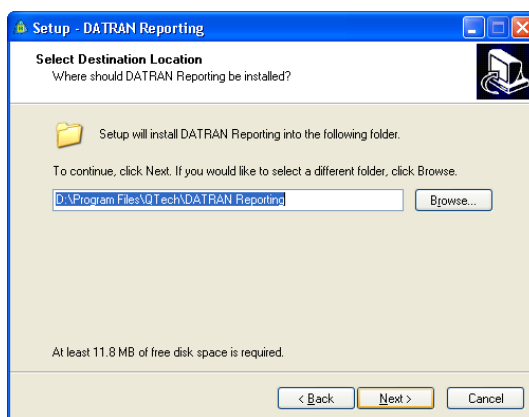 Setup - DATRAN Reporting
Select Destination Location
Where should DATRAN Reporting be installed?
Setup will install DATRAN Reporting into the following folder.
To continue, click Next. If you would like to select a different folder, click Browse.
D:\Program Files\QTech\DATRAN Reporting
Browse...
At least 11.8 MB of free disk space is required.
< Back
Next >
Cancel